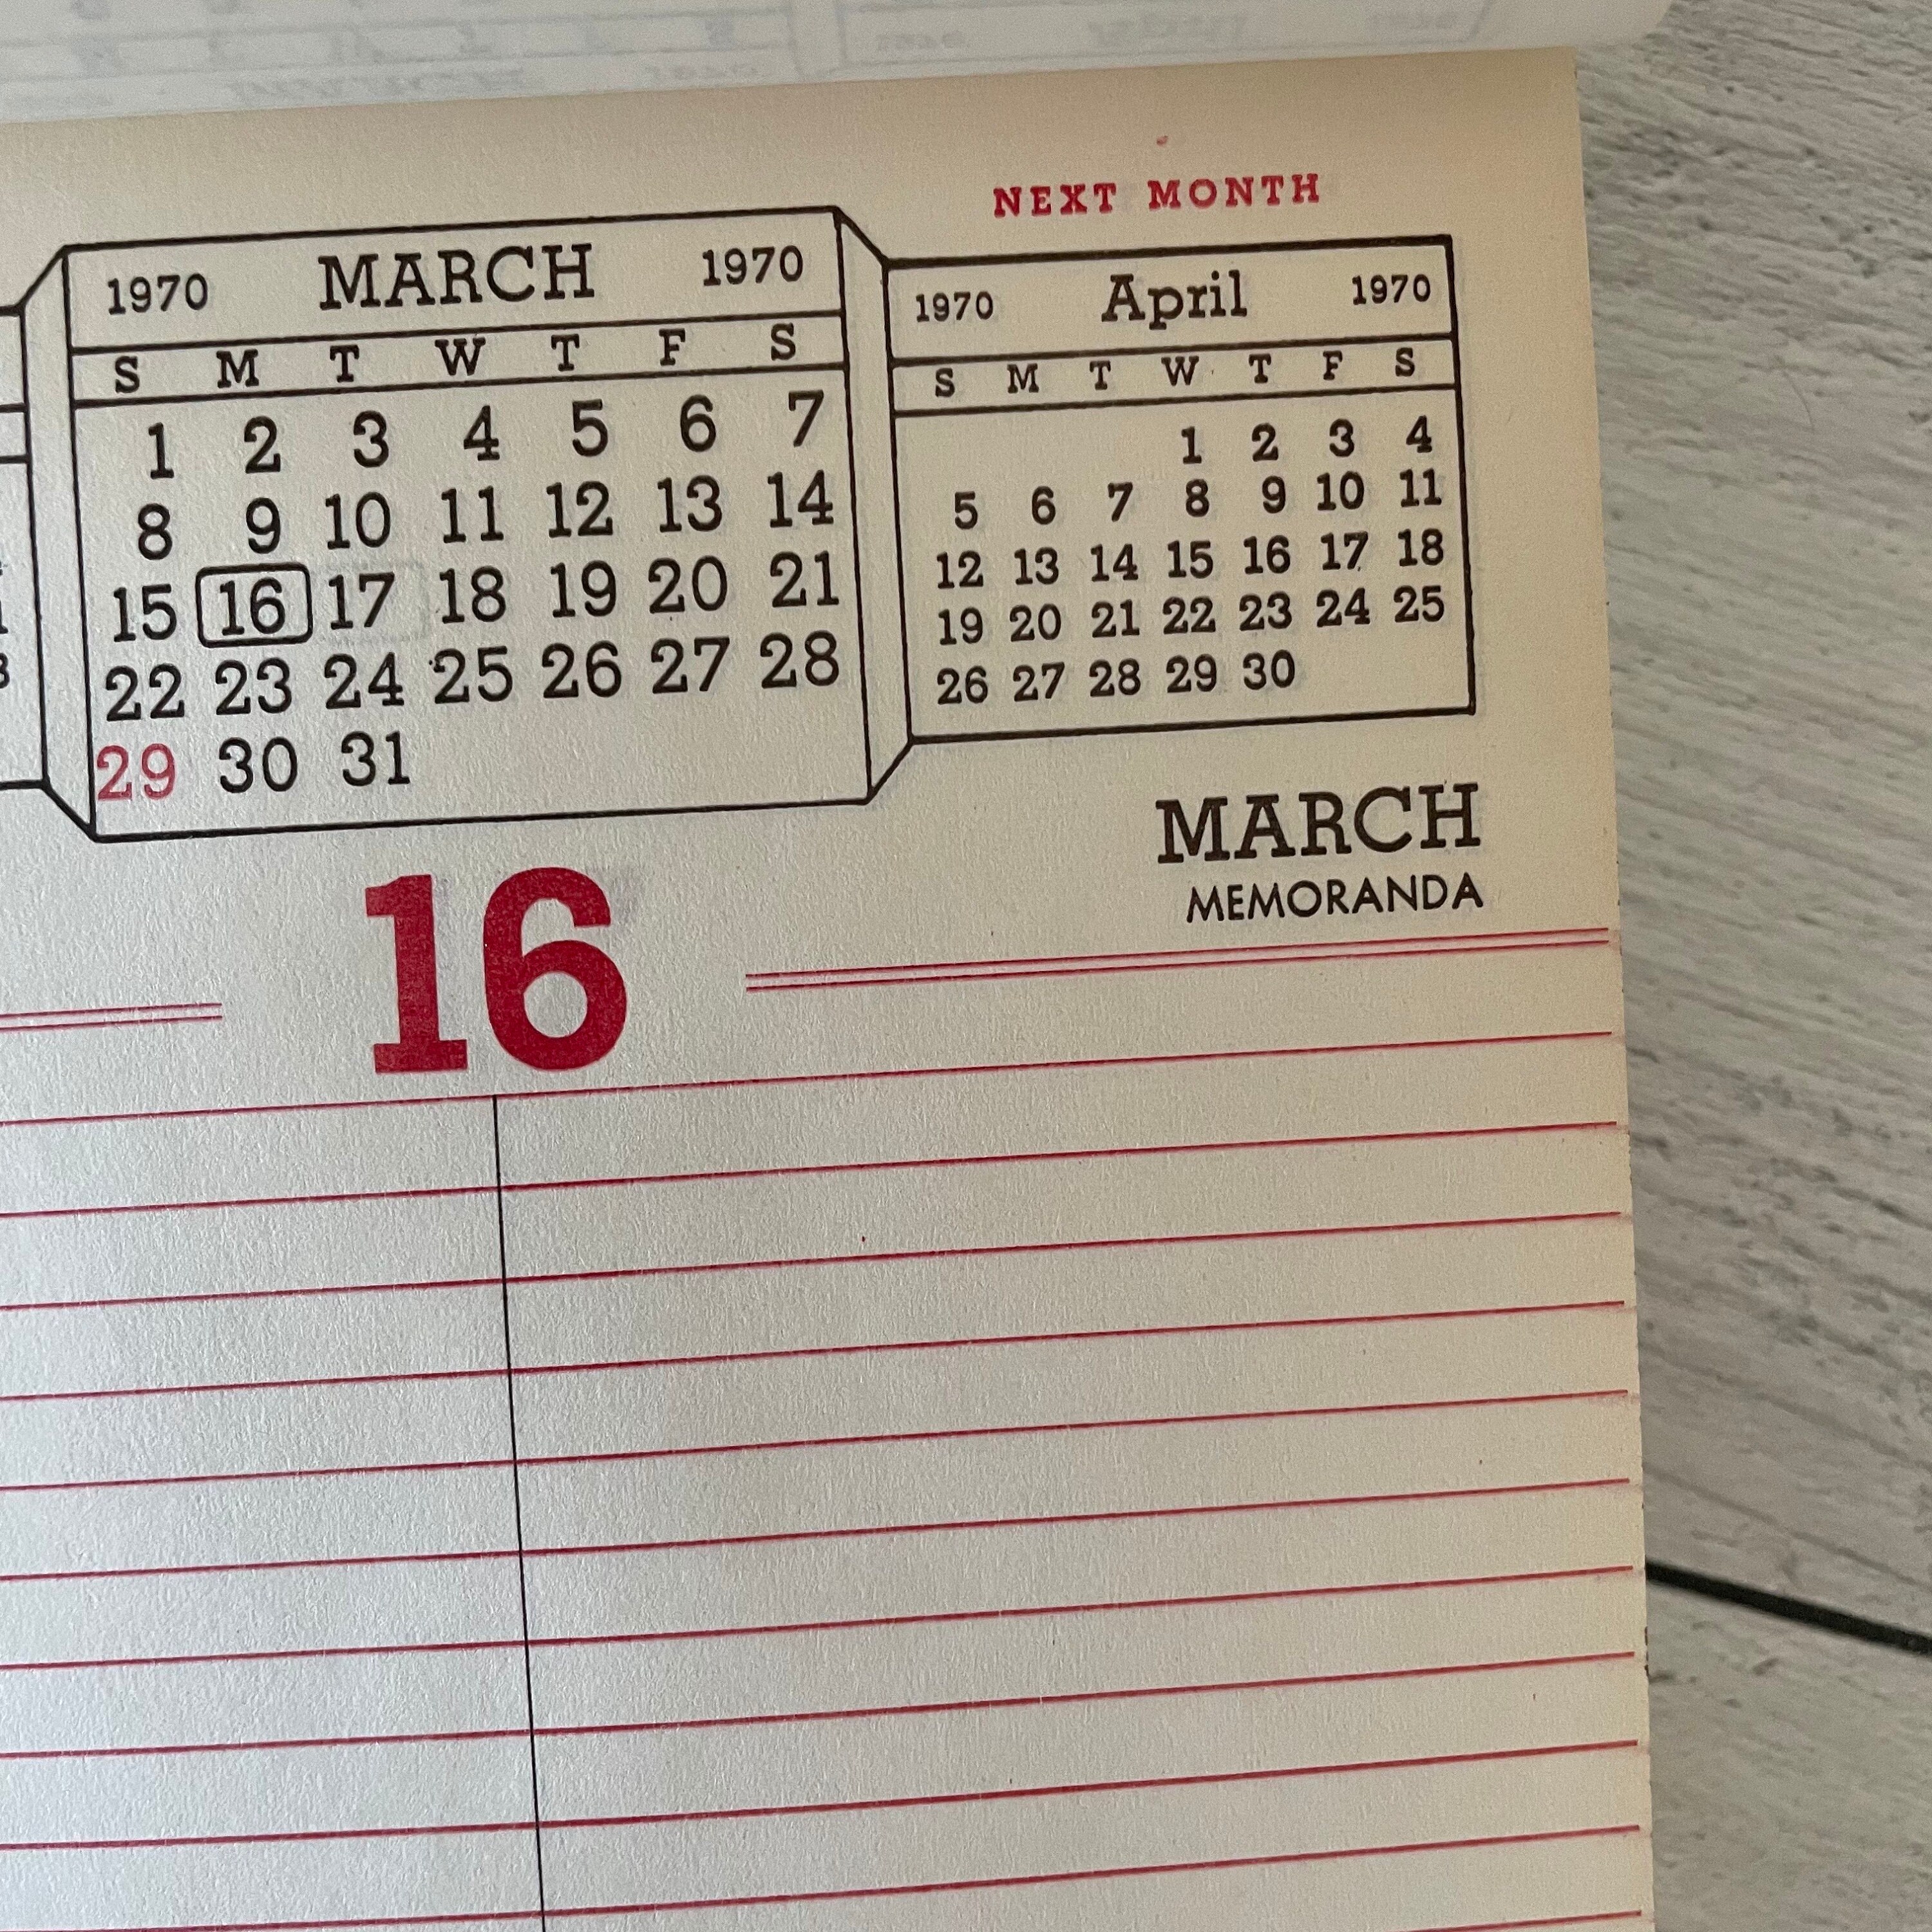 NEXT MONTH
1970 MARCH 1970
S M T W T F S
1 2 3 4 5 6 7
8 9 10 11 12 13 14
15 16 17 18 19 20 21
22 23 24 25 26 27 28
29 30 31
1970 April 1970
S M T W T F S
1 2 3 4
5 6 7 8 9 10 11
12 13 14 15 16 17 18
19 20 21 22 23 24 25
26 27 28 29 30
16
MARCH
MEMORANDA